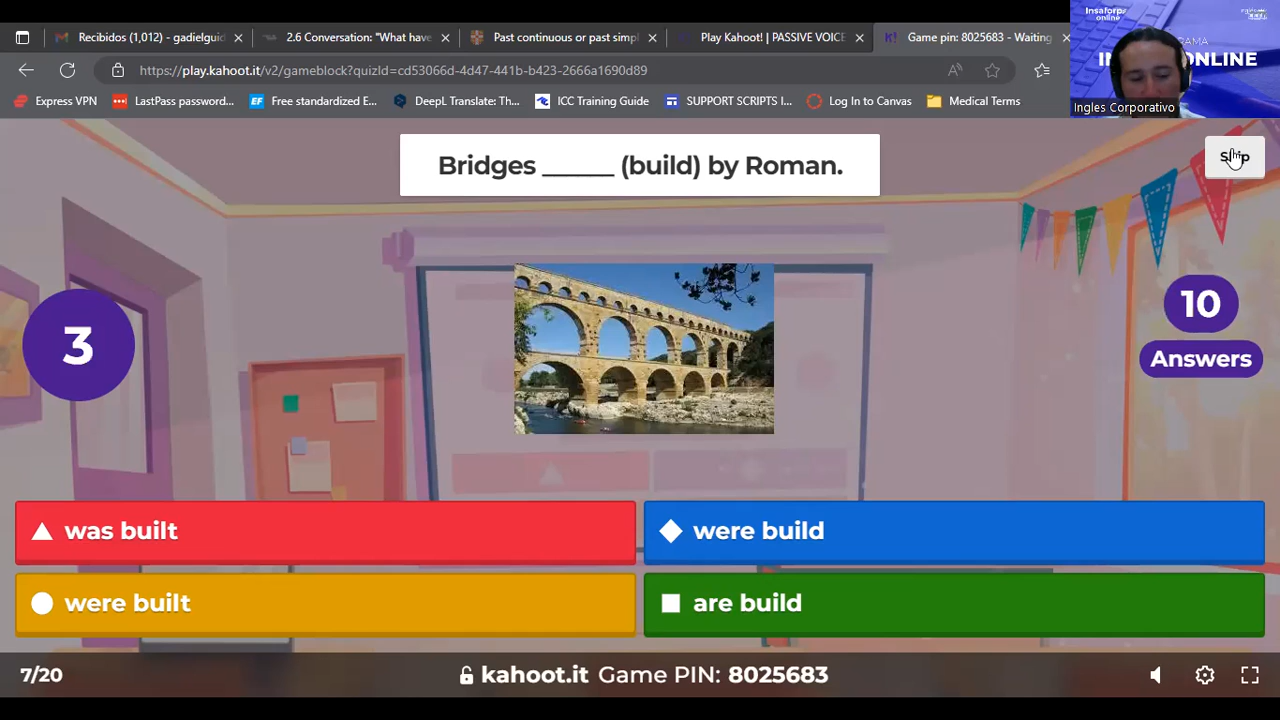 Recibidos (1,012) - gadielguid
2.6 Conversation: "What have
Past continuous or past simpl
Play Kahoot! | PASSIVE VOICE
Game pin: 8025683 - Waiting
https://play.kahoot.it/v2/gameblock?quizId=cd53066d-4d47-441b-b423-2666a1690d89
Express VPN
LastPass password...
Free standardized E...
DeepL Translate: Th...
ICC Training Guide
SUPPORT SCRIPTS I...
Log In to Canvas
Medical Terms
Insaforp
online
ONLINE
Ingles Corporativo
Bridges ______ (build) by Roman.
3
10
Answers
was built
were build
were built
are build
7/20
kahoot.it Game PIN: 8025683